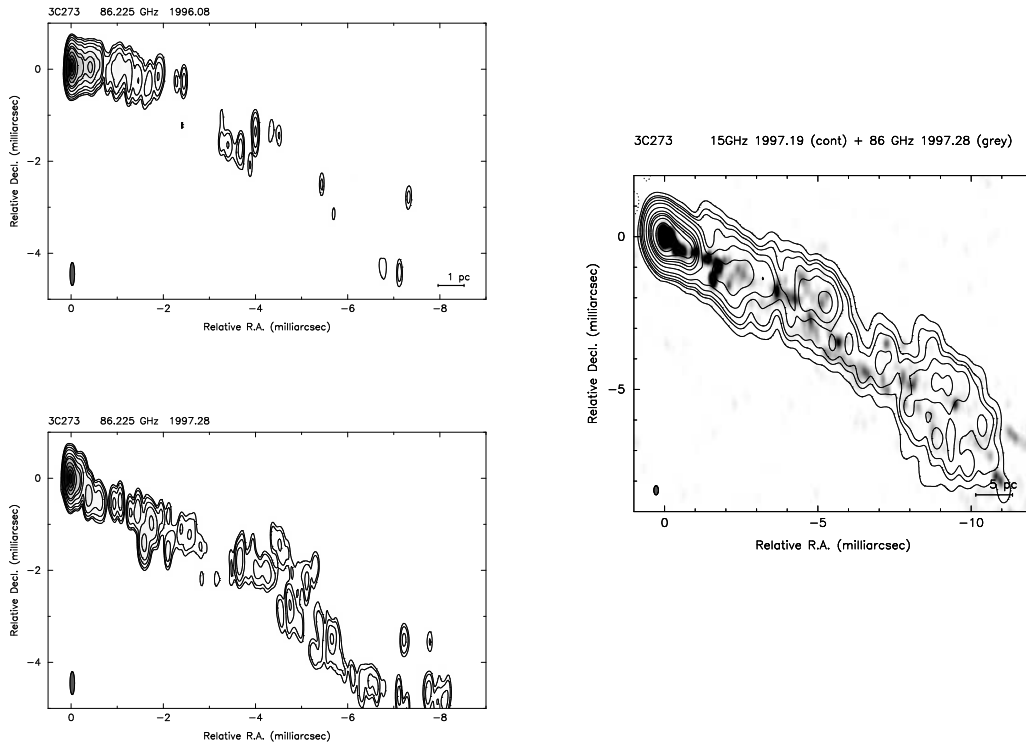 3C273 86.225 GHz 1996.08
0
−2
−4
Relative Decl. (milliarcsec)
1 pc
0 −2 −4 −6 −8
Relative R.A. (milliarcsec)
3C273 86.225 GHz 1997.28
0
−2
−4
Relative Decl. (milliarcsec)
0 −2 −4 −6 −8
Relative R.A. (milliarcsec)
3C273 15GHz 1997.19 (cont) + 86 GHz 1997.28 (grey)
0
−5
Relative Decl. (milliarcsec)
5 pc
0 −5 −10
Relative R.A. (milliarcsec)